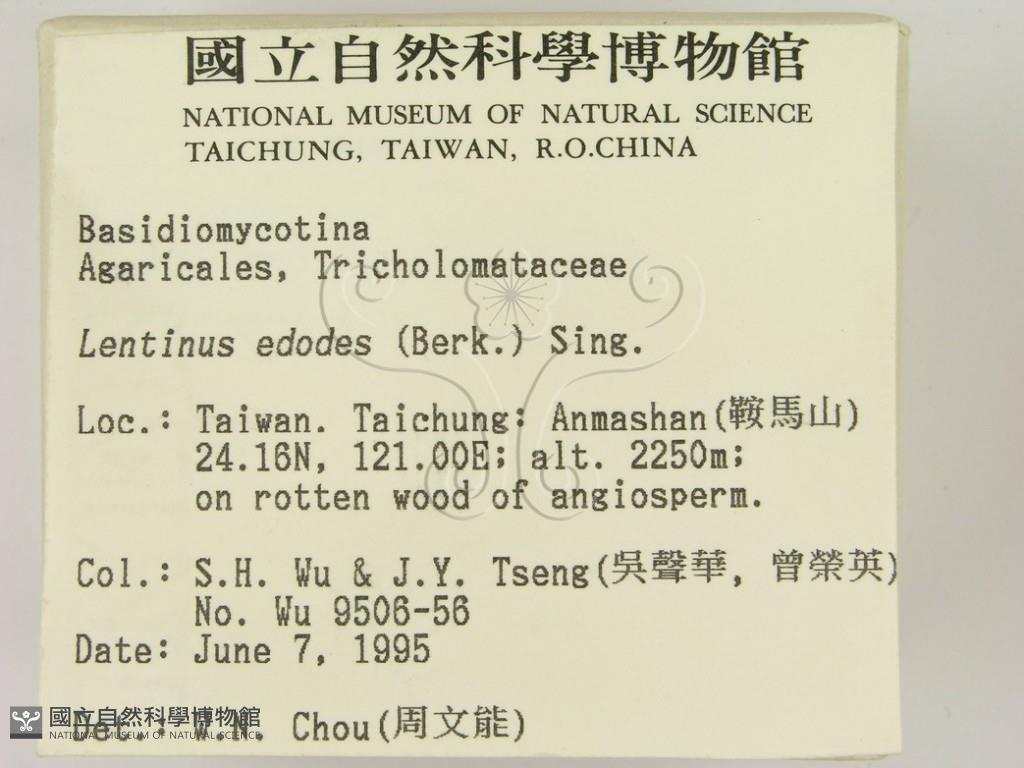 國立自然科學博物館
NATIONAL MUSEUM OF NATURAL SCIENCE
TAICHUNG, TAIWAN, R.O.CHINA
Basidiomycotina
Agaricales, Tricholomataceae
Lentinus edodes (Berk.) Sing.
Loc.: Taiwan. Taichung: Anmashan(鞍馬山)
24.16N, 121.00E; alt. 2250m;
on rotten wood of angiosperm.
Col.: S.H. Wu & J.Y. Tseng(吳聲華, 曾榮英)
No. Wu 9506-56
Date: June 7, 1995
Det.: W.N. Chou(周文能)
國立自然科學博物館
NATIONAL MUSEUM OF NATURAL SCIENCE